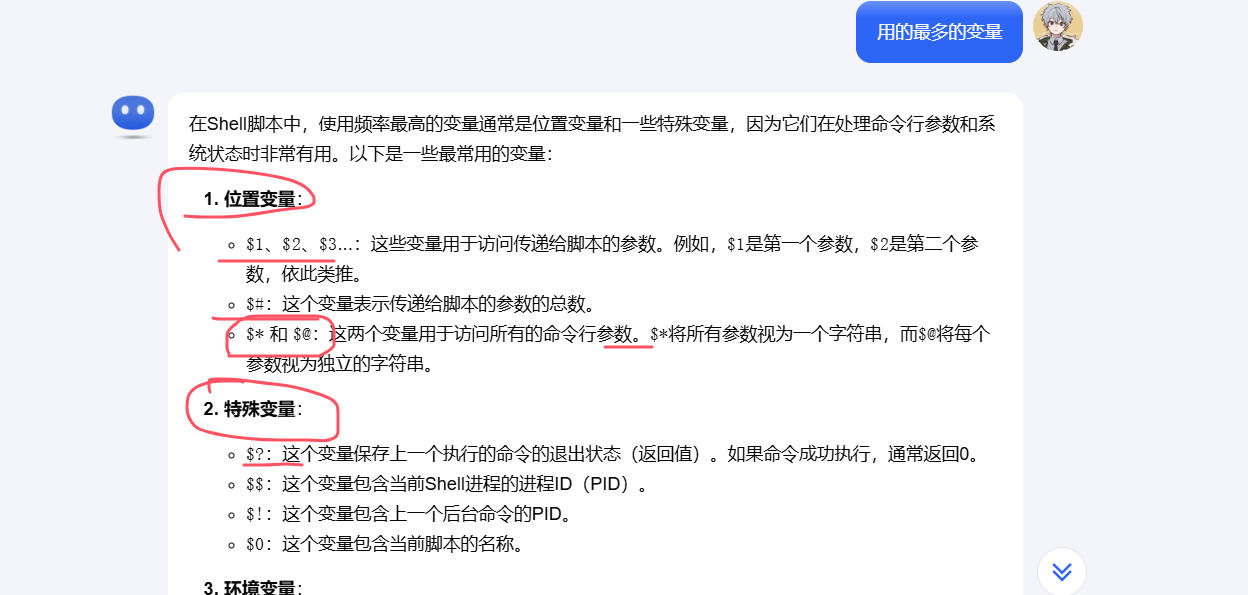 用的最多的变量
在Shell脚本中，使用频率最高的变量通常是位置变量和一些特殊变量，因为它们在处理命令行参数和系
统状态时非常有用。以下是一些最常用的变量：
1. 位置变量：
$1、$2、$3...：这些变量用于访问传递给脚本的参数。例如，$1是第一个参数，$2是第二个参
数，依此类推。
$#：这个变量表示传递给脚本的参数的总数。
$* 和 $@：这两个变量用于访问所有的命令行参数。$*将所有参数视为一个字符串，而$@将每个
参数视为独立的字符串。
2. 特殊变量：
$?：这个变量保存上一个执行的命令的退出状态（返回值）。如果命令成功执行，通常返回0。
$$：这个变量包含当前Shell进程的进程ID（PID）。
$!：这个变量包含上一个后台命令的PID。
$0：这个变量包含当前脚本的名称。
3. 环境变量：